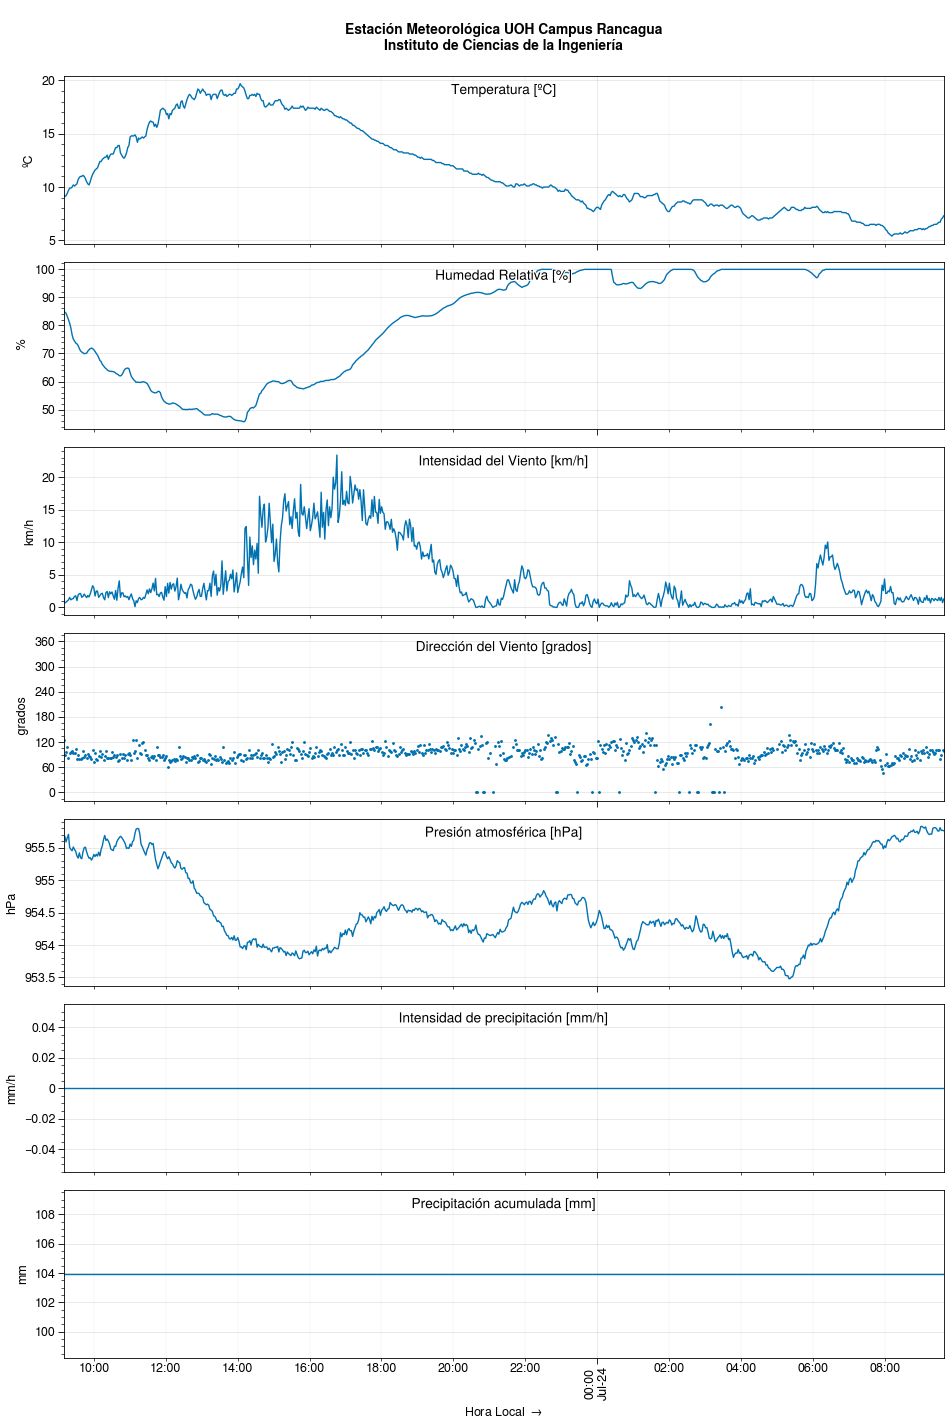 Estación Meteorológica UOH Campus Rancagua
Instituto de Ciencias de la Ingeniería
Temperatura [ºC]
ºC
20
15
10
5
Humedad Relativa [%]
%
100
90
80
70
60
50
Intensidad del Viento [km/h]
km/h
20
15
10
5
0
Dirección del Viento [grados]
grados
360
300
240
180
120
60
0
Presión atmosférica [hPa]
hPa
955.5
955
954.5
954
953.5
Intensidad de precipitación [mm/h]
mm/h
0.04
0.02
0
−0.02
−0.04
Precipitación acumulada [mm]
mm
108
106
104
102
100
10:00 12:00 14:00 16:00 18:00 20:00 22:00 00:00 02:00 04:00 06:00 08:00
Jul-24
Hora Local →